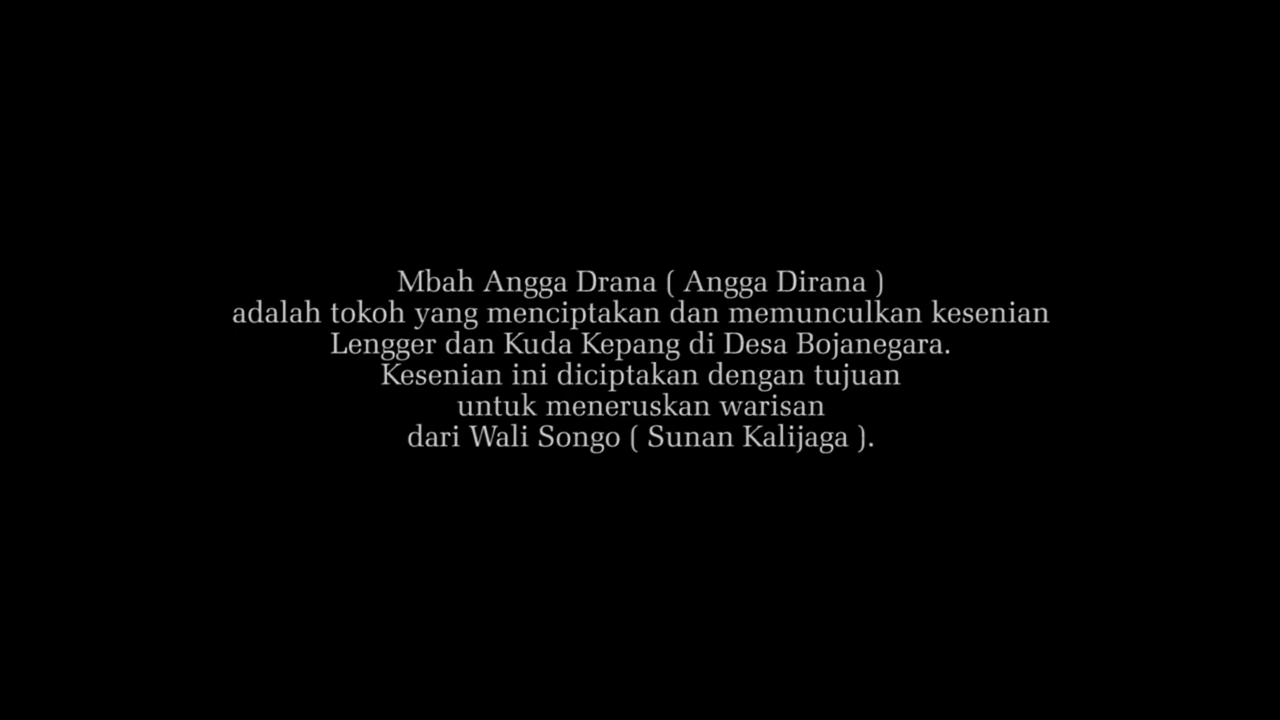 Mbah Angga Drana ( Angga Dirana )
adalah tokoh yang menciptakan dan memunculkan kesenian
Lengger dan Kuda Kepang di Desa Bojanegara.
Kesenian ini diciptakan dengan tujuan
untuk meneruskan warisan
dari Wali Songo ( Sunan Kalijaga ).